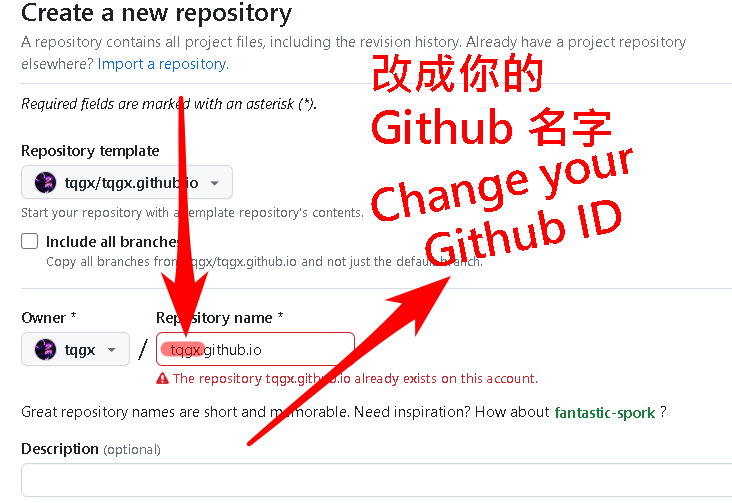 Create a new repository
A repository contains all project files, including the revision history. Already have a project repository
elsewhere? Import a repository.
改成你的
Github 名字
Change your
Github ID
Required fields are marked with an asterisk (*).
Repository template
tqgx/tqgx.github.io
Start your repository with a template repository's contents.
Include all branches
Copy all branches from tqgx/tqgx.github.io and not just the default branch.
Owner *
Repository name *
tqgx
/
tqgx.github.io
The repository tqgx.github.io already exists on this account.
Great repository names are short and memorable. Need inspiration? How about fantastic-spork ?
Description (optional)